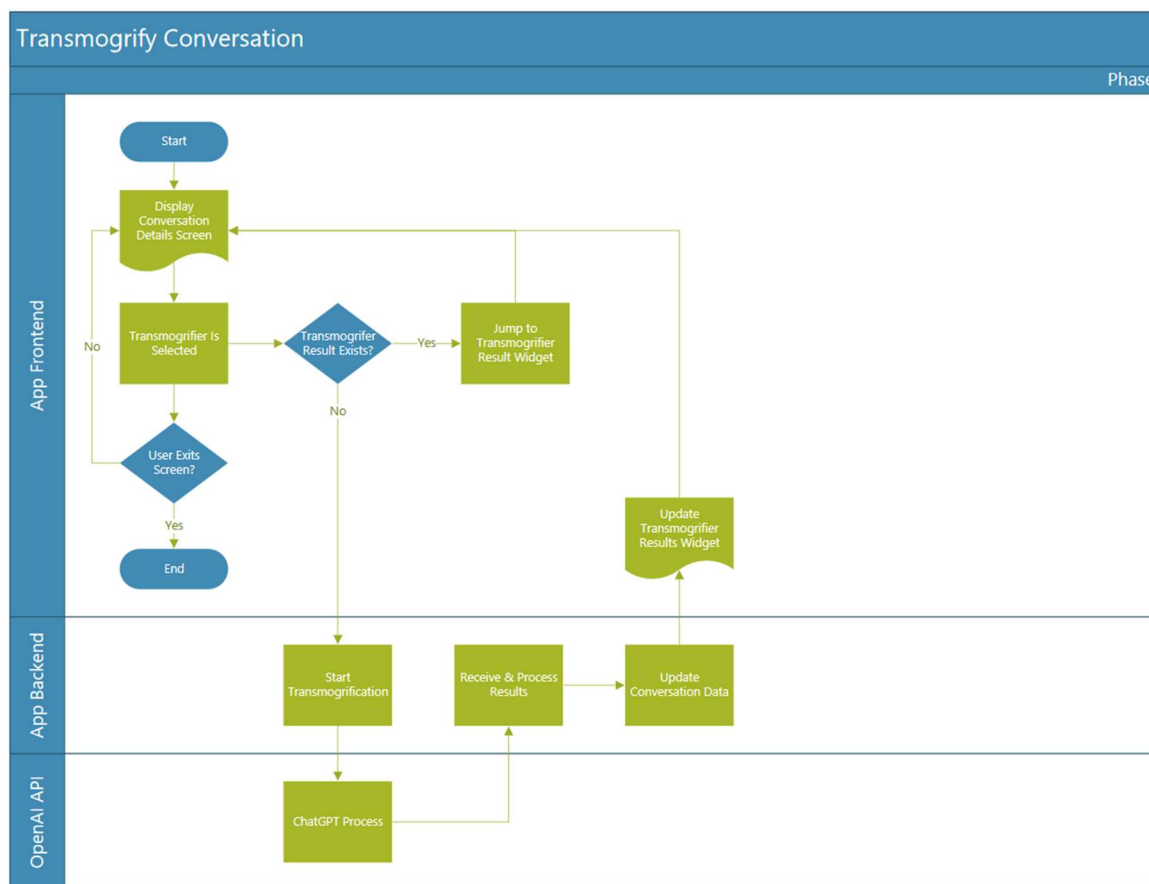 Transmogrify Conversation
Phase
App Frontend
Start
Display
Conversation
Details Screen
Transmogrifier Is
Selected
Transmogrifer
Result Exists?
Yes
Jump to
Transmogrifier
Result Widget
No
No
User Exits
Screen?
Yes
End
Update
Transmogrifier
Results Widget
App Backend
Start
Transmogrification
Receive & Process
Results
Update
Conversation Data
OpenAI API
ChatGPT Process